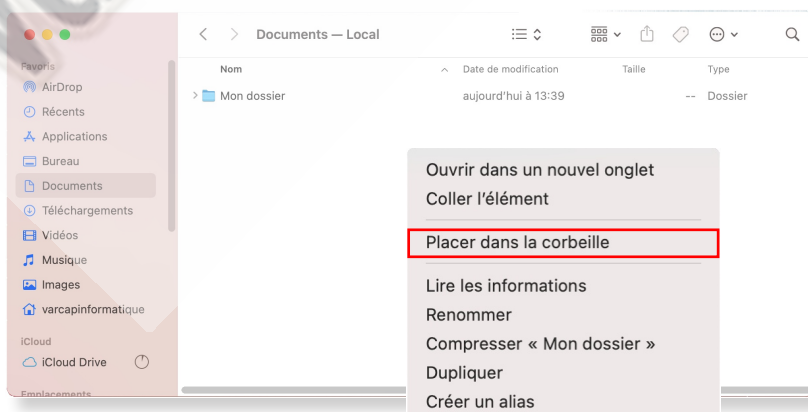 Documents — Local
Favoris
AirDrop
Récents
Applications
Bureau
Documents
Téléchargements
Vidéos
Musique
Images
varcapinformatique
iCloud
iCloud Drive
Emplacements
Nom Date de modification Taille Type
Mon dossier aujourd'hui à 13:39 -- Dossier
Ouvrir dans un nouvel onglet
Coller l’élément
Placer dans la corbeille
Lire les informations
Renommer
Compresser « Mon dossier »
Dupliquer
Créer un alias